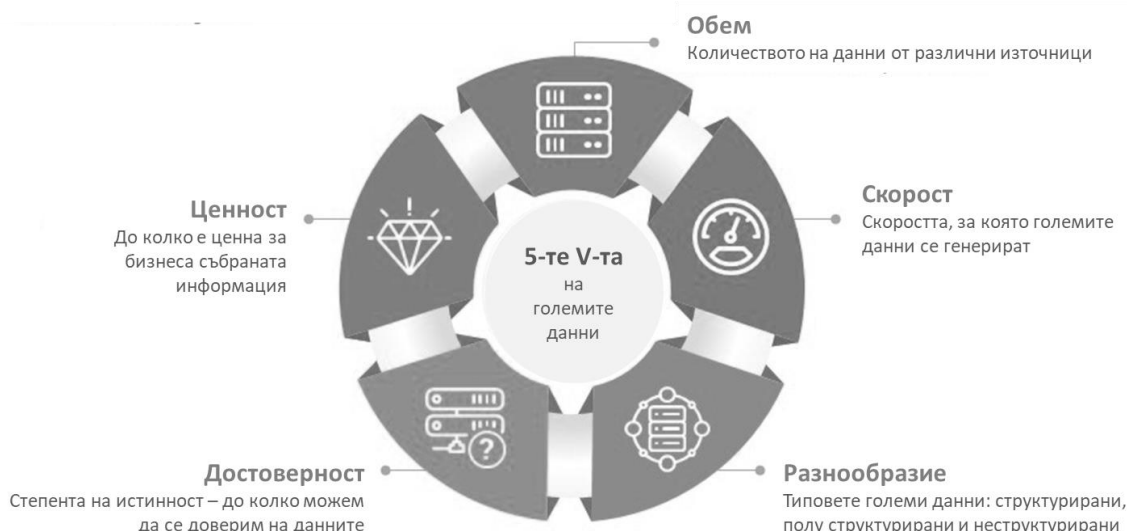 Обем
Количеството на данни от различни източници
Скорост
Скоростта, за която големите
данни се генерират
Ценност
До колко е ценна за
бизнеса събраната
информация
5-те V-та
на
големите
данни
Достоверност
Степента на истинност – до колко можем
да се доверим на данните
Разнообразие
Типовете големи данни: структурирани,
полу структурирани и неструктурирани